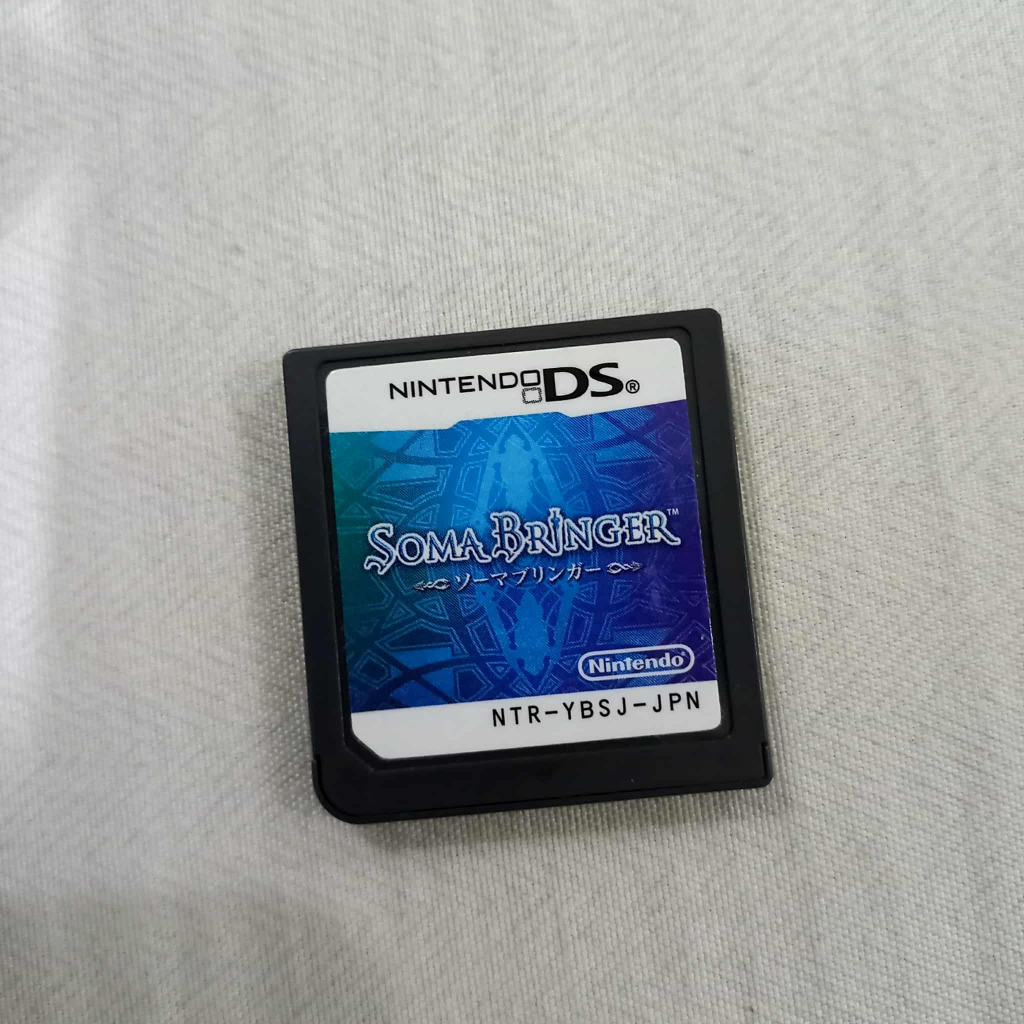 NINTENDO DS®
SOMA BRINGER™
ソーマブリンガー
Nintendo®
NTR-YBSJ-JPN